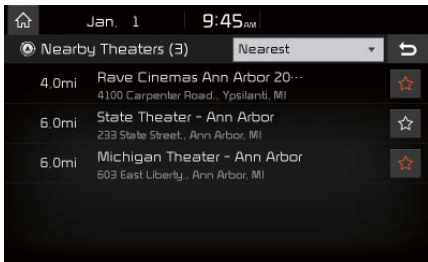 Jan. 1 9:45 AM
Nearby Theaters (3) Nearest
4.0mi Rave Cinemas Ann Arbor 20···
4100 Carpenter Road., Ypsilanti, MI
6.0mi State Theater - Ann Arbor
233 State Street., Ann Arbor, MI
6.0mi Michigan Theater - Ann Arbor
603 East Liberty., Ann Arbor, MI